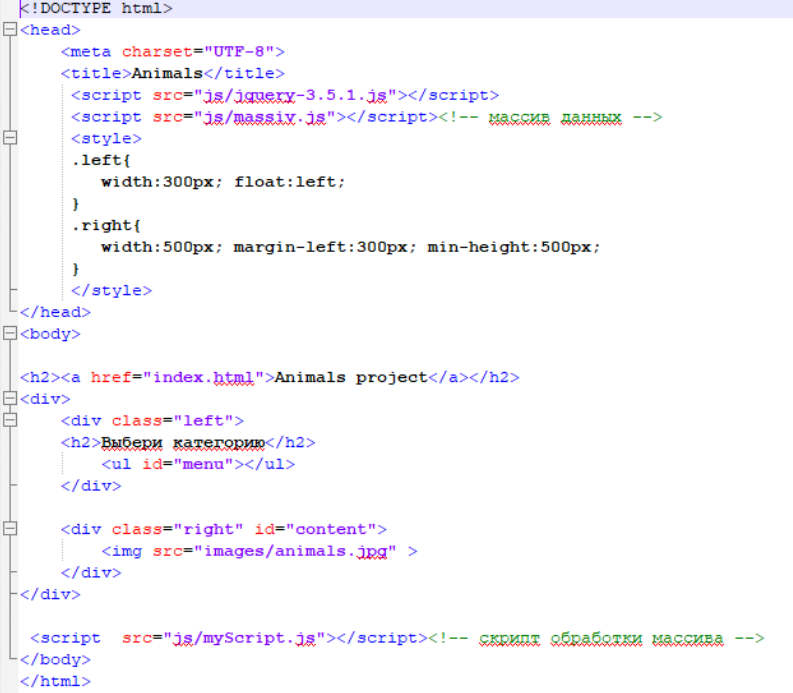 <!DOCTYPE html>
<head>
    <meta charset="UTF-8">
    <title>Animals</title>
     <script src="js/jquery-3.5.1.js"></script>
     <script src="js/massiv.js"></script><!-- массив данных -->
     <style>
     .left{
        width:300px; float:left;
     }
     .right{
        width:500px; margin-left:300px; min-height:500px;
     }
     </style>
</head>
<body>

<h2><a href="index.html">Animals project</a></h2>
<div>
    <div class="left">
    <h2>Выбери категорию</h2>
        <ul id="menu"></ul>
    </div>

    <div class="right" id="content">
        <img src="images/animals.jpg" >
    </div>
</div>

 <script  src="js/myScript.js"></script><!-- скрипт обработки массива -->
</body>
</html>